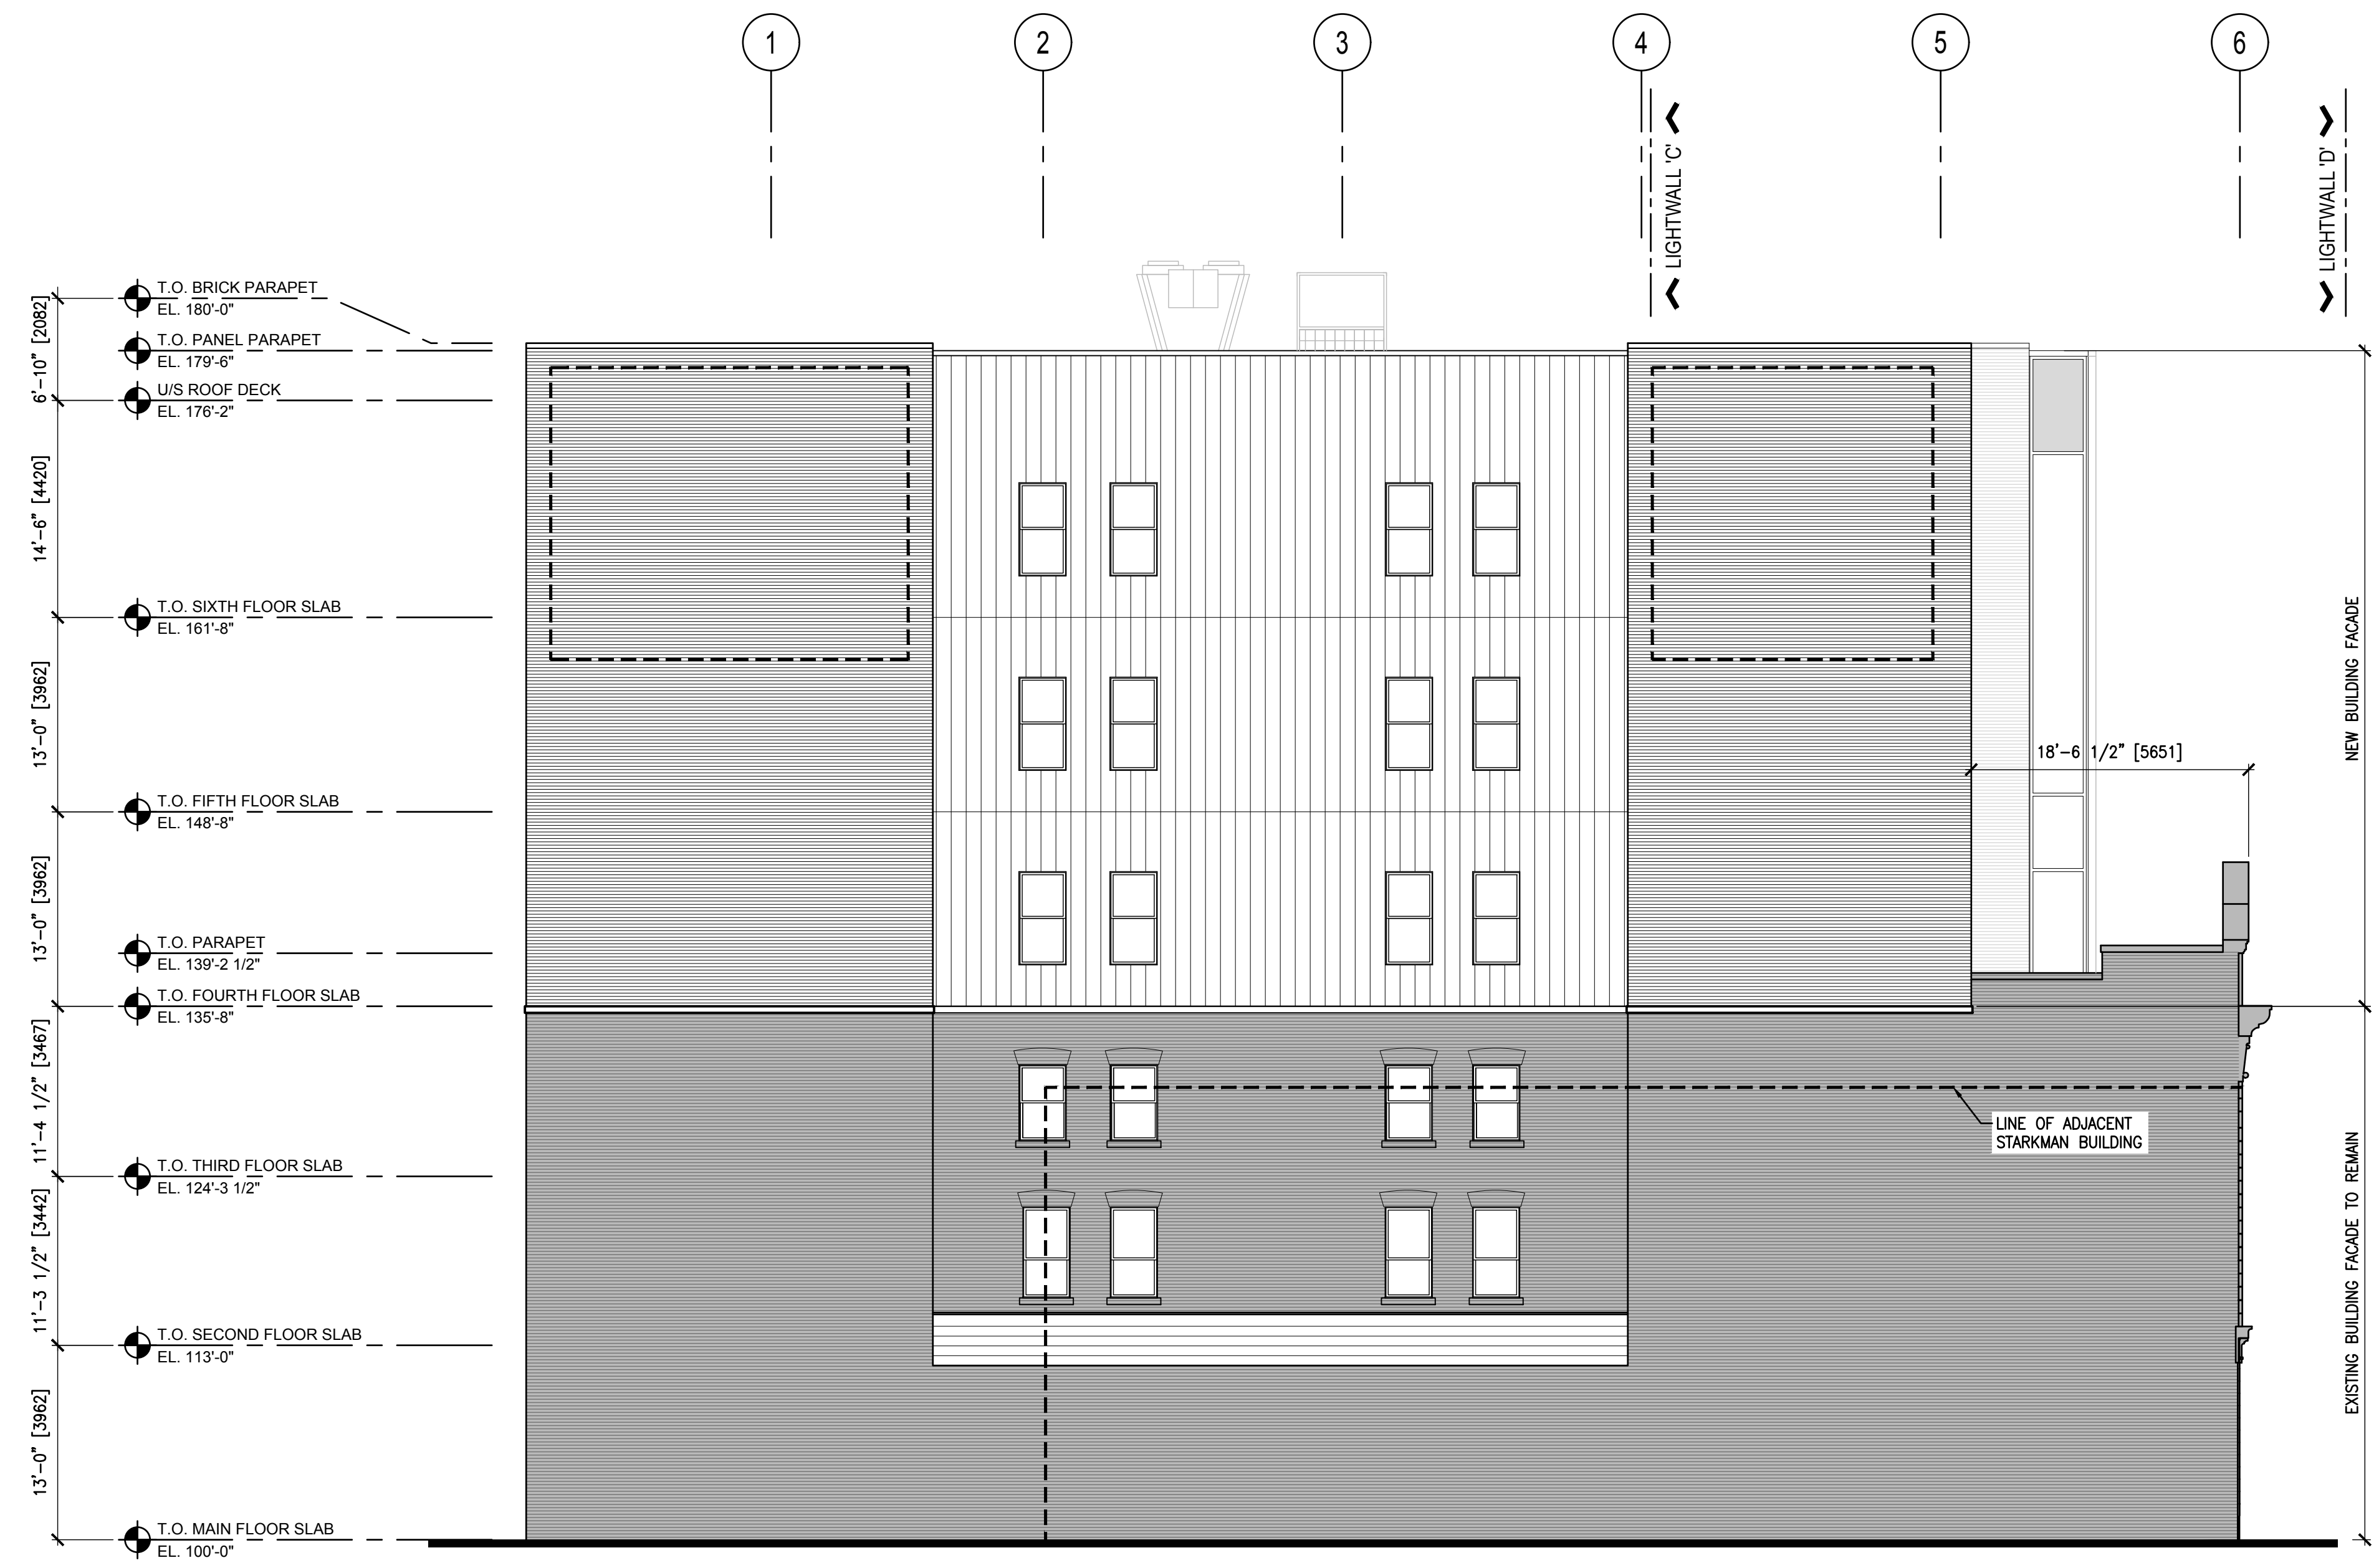 1 2 3 4 5 6
LIGHTWALL 'C'
LIGHTWALL 'D'
T.O. BRICK PARAPET
EL. 180'-0"
T.O. PANEL PARAPET
EL. 179'-6"
U/S ROOF DECK
EL. 176'-2"
T.O. SIXTH FLOOR SLAB
EL. 161'-8"
T.O. FIFTH FLOOR SLAB
EL. 148'-8"
T.O. PARAPET
EL. 139'-2 1/2"
T.O. FOURTH FLOOR SLAB
EL. 135'-8"
T.O. THIRD FLOOR SLAB
EL. 124'-3 1/2"
T.O. SECOND FLOOR SLAB
EL. 113'-0"
T.O. MAIN FLOOR SLAB
EL. 100'-0"
6'-10" [2082]
14'-6" [4420]
13'-0" [3962]
13'-0" [3962]
11'-4 1/2" [3467]
11'-3 1/2" [3442]
13'-0" [3962]
18'-6 1/2" [5651]
LINE OF ADJACENT
STARKMAN BUILDING
NEW BUILDING FACADE
EXISTING BUILDING FACADE TO REMAIN